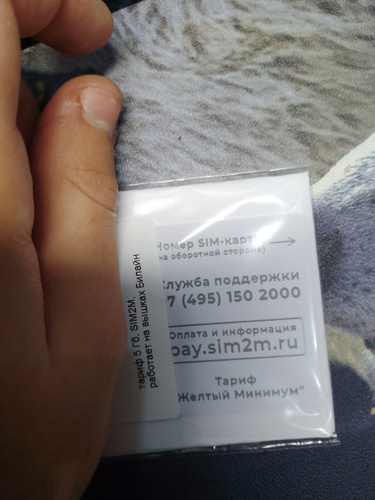 Номер SIM-карты
на оборотной стороне)
Служба поддержки
7 (495) 150 2000
Оплата и информация
pay.sim2m.ru
Тариф
"Желтый Минимум"
тариф 5 Гб, SIM2M,
работает на вышках Билайн